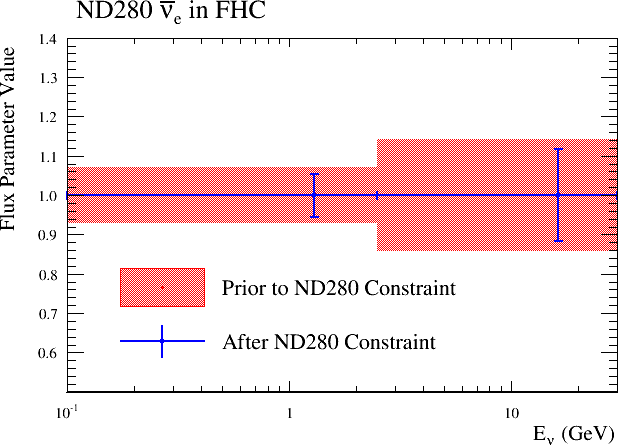 ND280 ν̅e in FHC
Flux Parameter Value
1.4
1.3
1.2
1.1
1.0
0.9
0.8
0.7
0.6
Prior to ND280 Constraint
After ND280 Constraint
10⁻¹ 1 10
Eν (GeV)